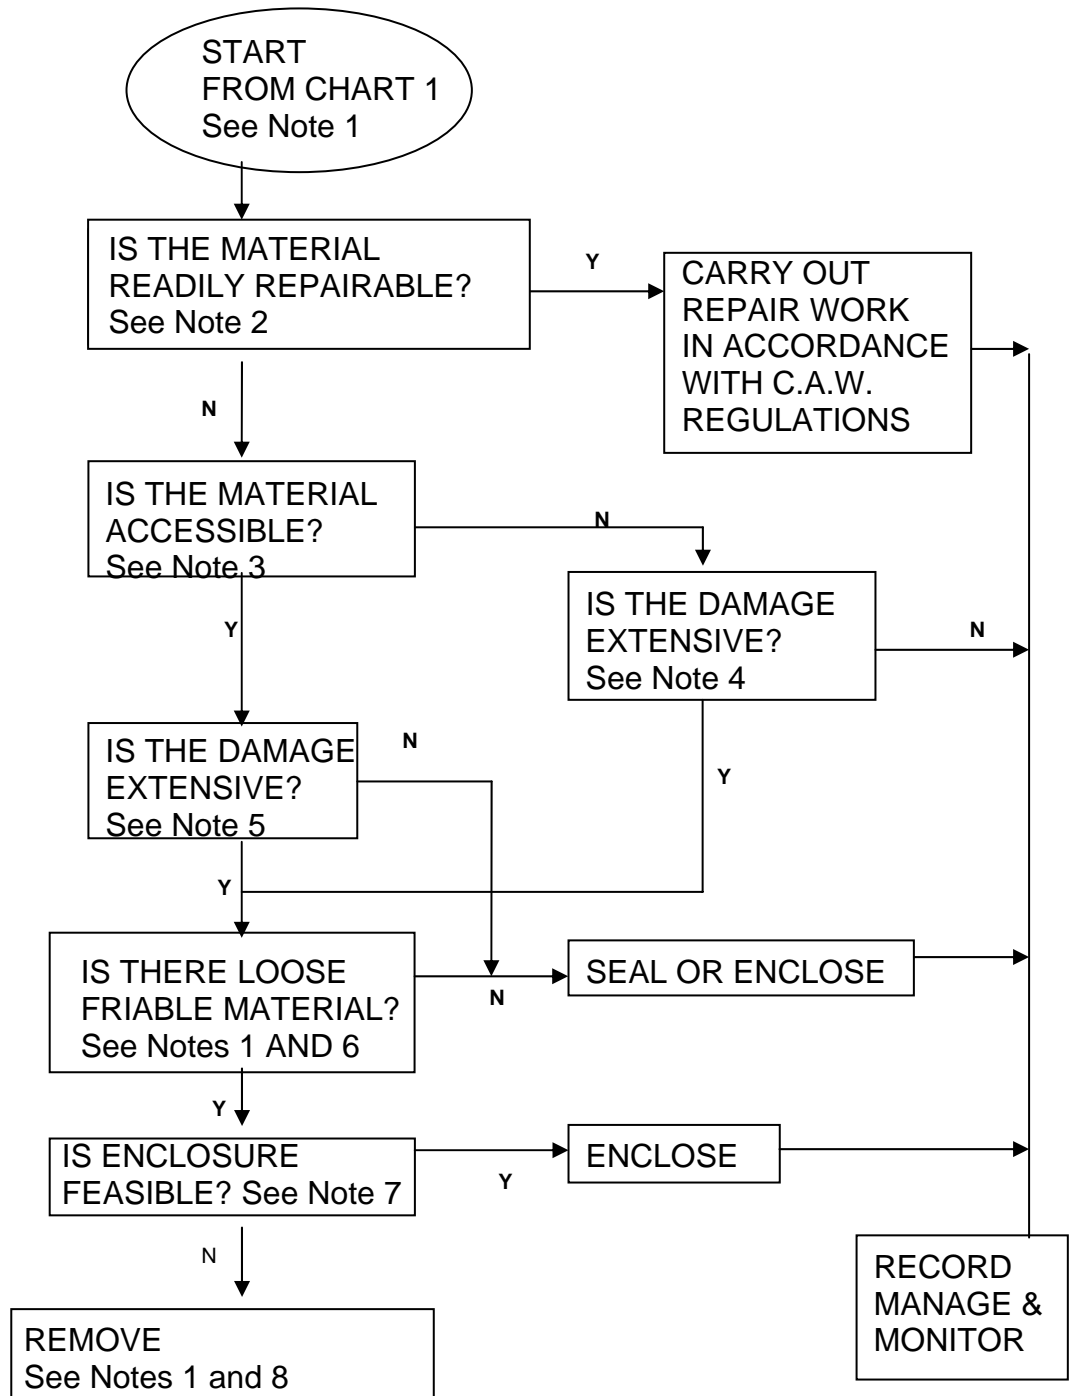 START
FROM CHART 1
See Note 1
IS THE MATERIAL
READILY REPAIRABLE?
See Note 2
Y
CARRY OUT
REPAIR WORK
IN ACCORDANCE
WITH C.A.W.
REGULATIONS
N
IS THE MATERIAL
ACCESSIBLE?
See Note 3
N
IS THE DAMAGE
EXTENSIVE?
See Note 4
N
Y
Y
IS THE DAMAGE
EXTENSIVE?
See Note 5
N
Y
IS THERE LOOSE
FRIABLE MATERIAL?
See Notes 1 AND 6
N
SEAL OR ENCLOSE
Y
IS ENCLOSURE
FEASIBLE? See Note 7
Y
ENCLOSE
N
REMOVE
See Notes 1 and 8
RECORD
MANAGE &
MONITOR